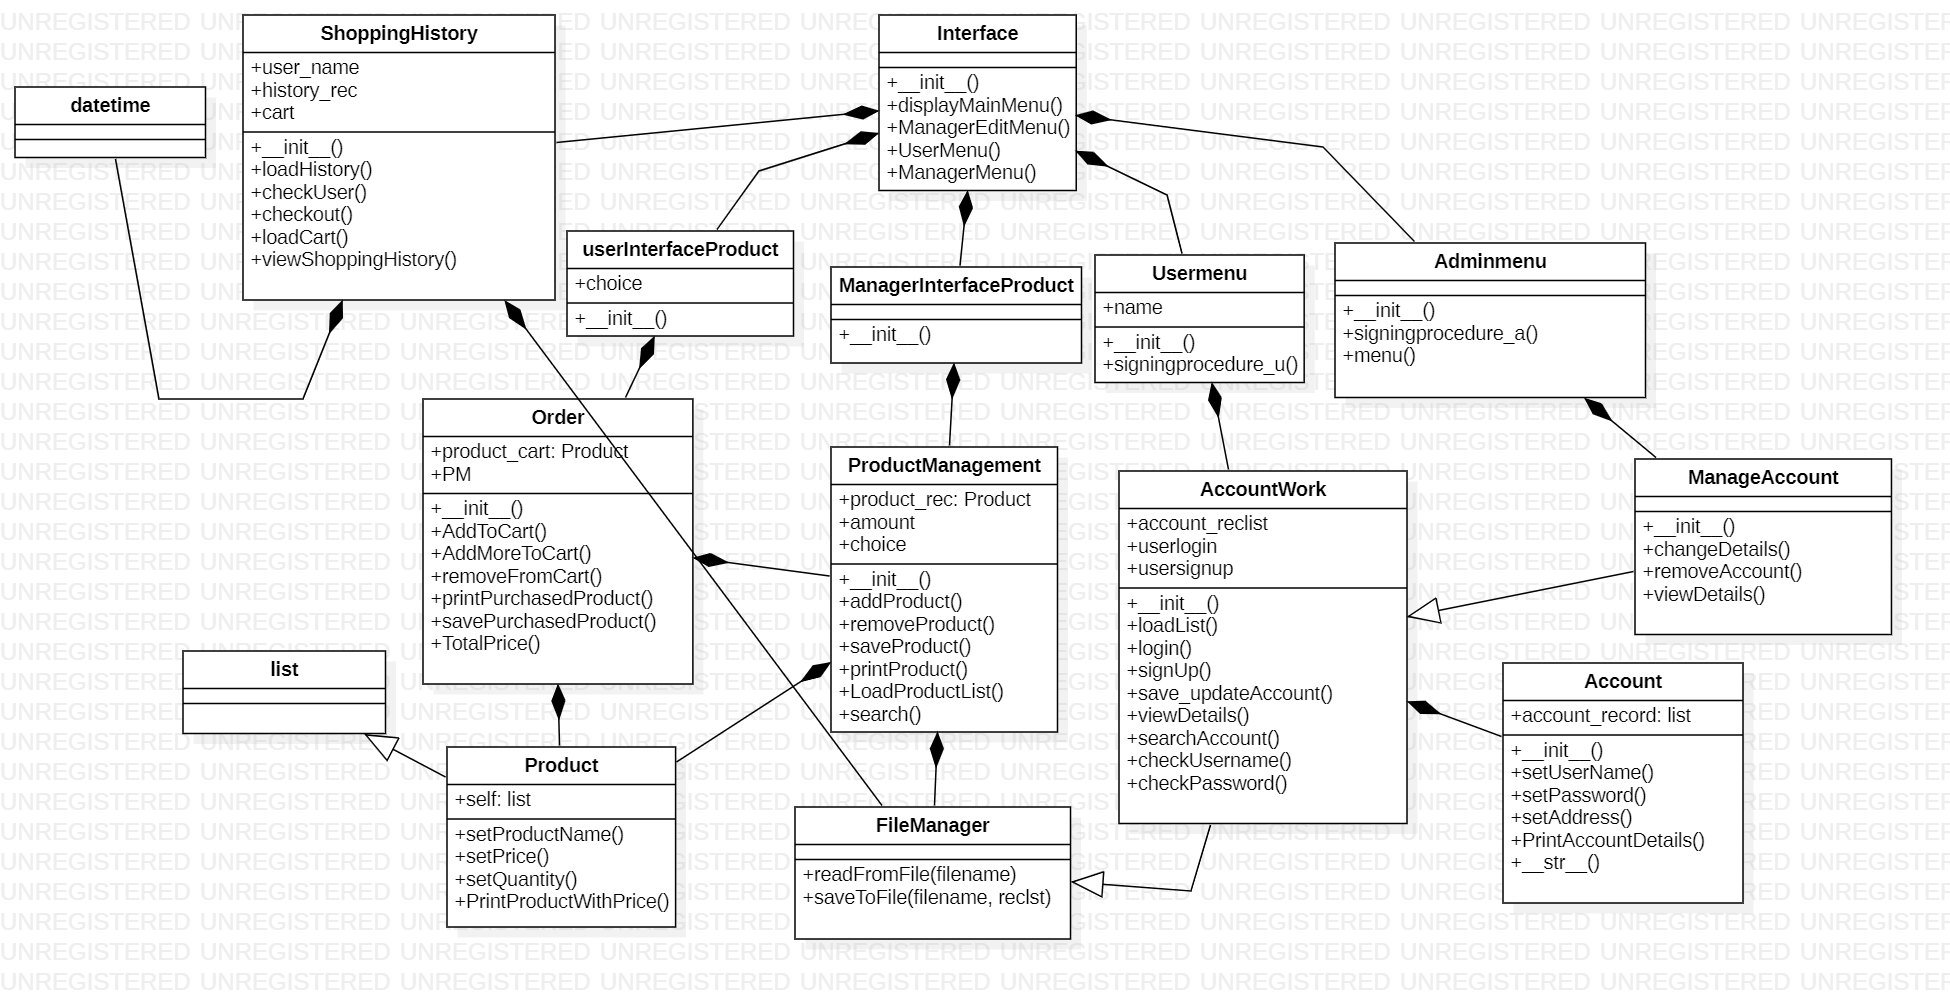 ShoppingHistory
+user_name
+history_rec
+cart
+__init__()
+loadHistory()
+checkUser()
+checkout()
+loadCart()
+viewShoppingHistory()
Interface
+__init__()
+displayMainMenu()
+ManagerEditMenu()
+UserMenu()
+ManagerMenu()
datetime
userInterfaceProduct
+choice
+__init__()
ManagerInterfaceProduct
+__init__()
Usermenu
+name
+__init__()
+signingprocedure_u()
Adminmenu
+__init__()
+signingprocedure_a()
+menu()
Order
+product_cart: Product
+PM
+__init__()
+AddToCart()
+AddMoreToCart()
+removeFromCart()
+printPurchasedProduct()
+savePurchasedProduct()
+TotalPrice()
ProductManagement
+product_rec: Product
+amount
+choice
+__init__()
+addProduct()
+removeProduct()
+saveProduct()
+printProduct()
+LoadProductList()
+search()
AccountWork
+account_reclist
+userlogin
+usersignup
+__init__()
+loadList()
+login()
+signUp()
+save_updateAccount()
+viewDetails()
+searchAccount()
+checkUsername()
+checkPassword()
ManageAccount
+__init__()
+changeDetails()
+removeAccount()
+viewDetails()
list
Account
+account_record: list
+__init__()
+setUserName()
+setPassword()
+setAddress()
+PrintAccountDetails()
+__str__()
Product
+self: list
+setProductName()
+setPrice()
+setQuantity()
+PrintProductWithPrice()
FileManager
+readFromFile(filename)
+saveToFile(filename, reclst)
UNREGISTERED